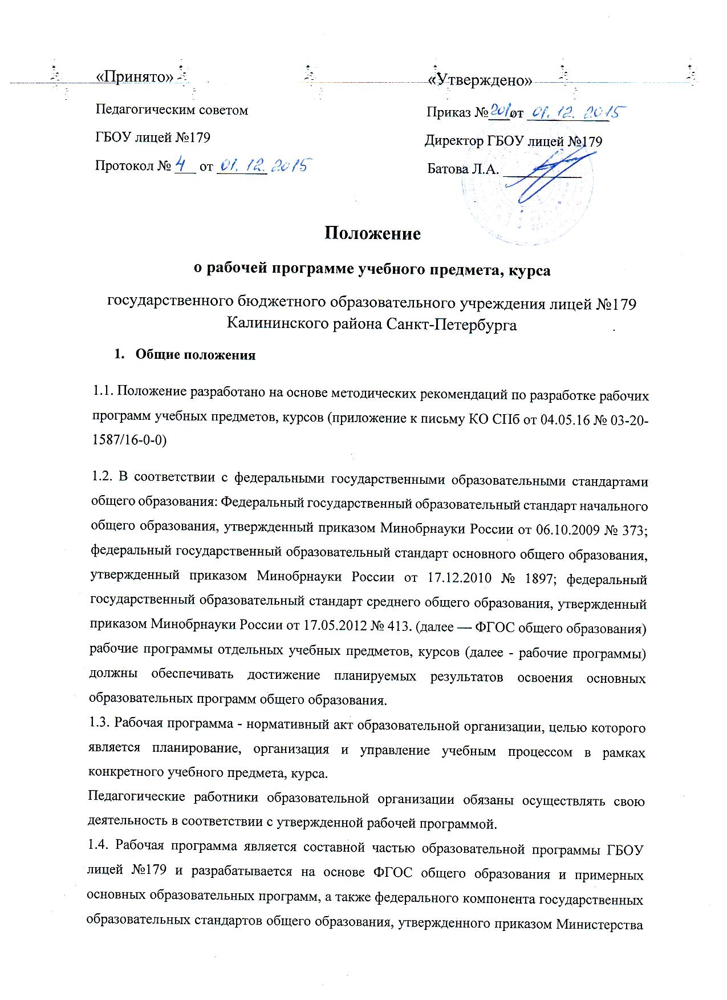 «Принято»
«Утверждено»
Педагогическим советом
Приказ №201 от 01.12.2015
ГБОУ лицей №179
Директор ГБОУ лицей №179
Протокол № 4 от 01.12.2015
Батова Л.А.
Положение
о рабочей программе учебного предмета, курса
государственного бюджетного образовательного учреждения лицей №179
Калининского района Санкт-Петербурга
1. Общие положения
1.1. Положение разработано на основе методических рекомендаций по разработке рабочих
программ учебных предметов, курсов (приложение к письму КО СПб от 04.05.16 № 03-20-
1587/16-0-0)
1.2. В соответствии с федеральными государственными образовательными стандартами
общего образования: Федеральный государственный образовательный стандарт начального
общего образования, утвержденный приказом Минобрнауки России от 06.10.2009 № 373;
федеральный государственный образовательный стандарт основного общего образования,
утвержденный приказом Минобрнауки России от 17.12.2010 № 1897; федеральный
государственный образовательный стандарт среднего общего образования, утвержденный
приказом Минобрнауки России от 17.05.2012 № 413. (далее — ФГОС общего образования)
рабочие программы отдельных учебных предметов, курсов (далее - рабочие программы)
должны обеспечивать достижение планируемых результатов освоения основных
образовательных программ общего образования.
1.3. Рабочая программа - нормативный акт образовательной организации, целью которого
является планирование, организация и управление учебным процессом в рамках
конкретного учебного предмета, курса.
Педагогические работники образовательной организации обязаны осуществлять свою
деятельность в соответствии с утвержденной рабочей программой.
1.4. Рабочая программа является составной частью образовательной программы ГБОУ
лицей №179 и разрабатывается на основе ФГОС общего образования и примерных
основных образовательных программ, а также федерального компонента государственных
образовательных стандартов общего образования, утвержденного приказом Министерства